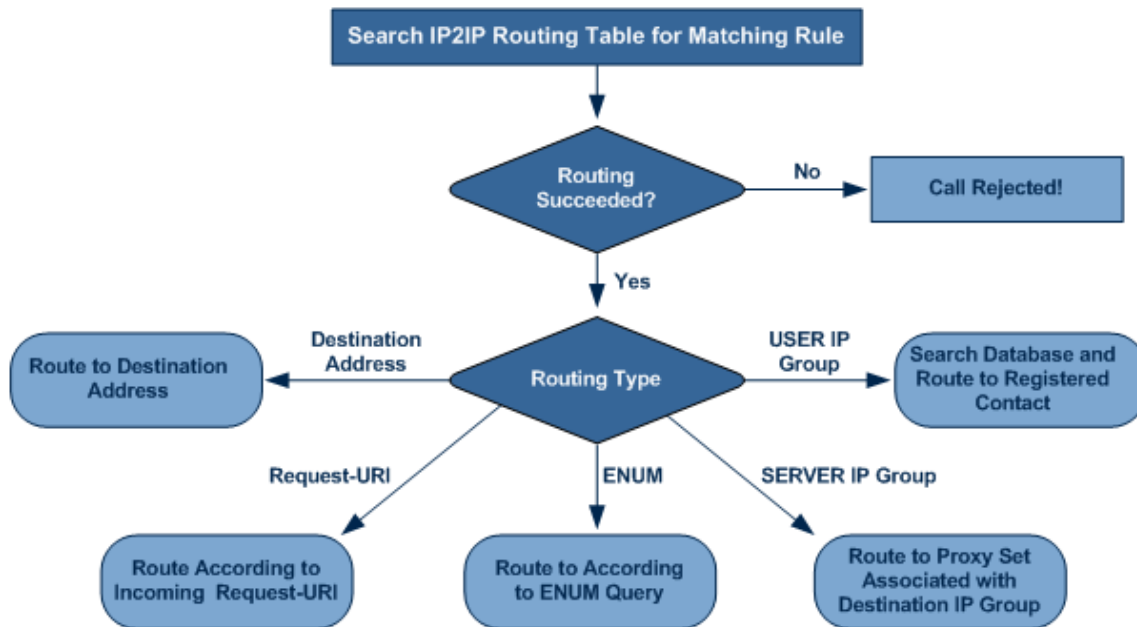 Search IP2IP Routing Table for Matching Rule
Routing
Succeeded?
No
Call Rejected!
Yes
Destination
Address
USER IP
Group
Route to Destination
Address
Routing Type
Search Database and
Route to Registered
Contact
Request-URI
ENUM
SERVER IP Group
Route According to
Incoming Request-URI
Route to According
to ENUM Query
Route to Proxy Set
Associated with
Destination IP Group